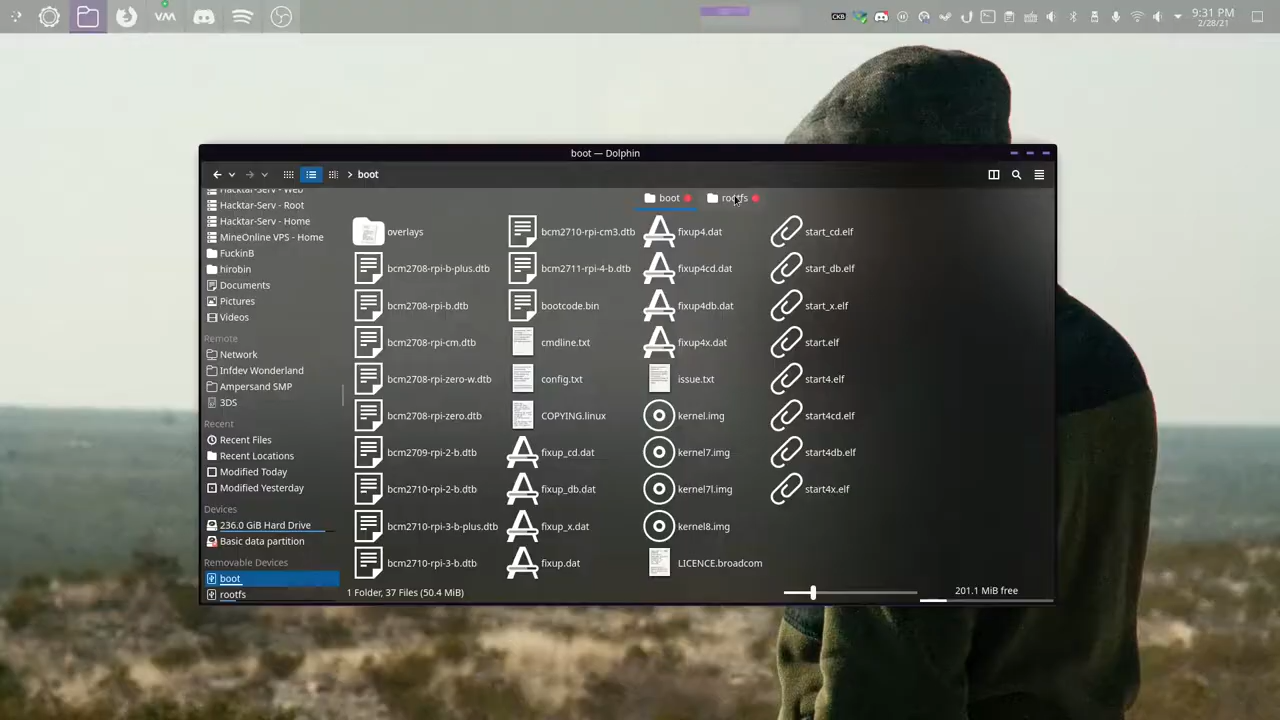 VM
CKB
9:31 PM
2/28/21
boot — Dolphin
boot
Hacktar-Serv - Web
Hacktar-Serv - Root
Hacktar-Serv - Home
MineOnline VPS - Home
FuckinB
hirobin
Documents
Pictures
Videos
Remote
Network
Infdev Wonderland
Ampersand SMP
3DS
Recent
Recent Files
Recent Locations
Modified Today
Modified Yesterday
Devices
236.0 GiB Hard Drive
Basic data partition
Removable Devices
boot
rootfs
boot
rootfs
overlays
bcm2708-rpi-b-plus.dtb
bcm2708-rpi-b.dtb
bcm2708-rpi-cm.dtb
bcm2708-rpi-zero-w.dtb
bcm2708-rpi-zero.dtb
bcm2709-rpi-2-b.dtb
bcm2710-rpi-2-b.dtb
bcm2710-rpi-3-b-plus.dtb
bcm2710-rpi-3-b.dtb
bcm2710-rpi-cm3.dtb
bcm2711-rpi-4-b.dtb
bootcode.bin
cmdline.txt
config.txt
COPYING.linux
fixup_cd.dat
fixup_db.dat
fixup_x.dat
fixup.dat
fixup4.dat
fixup4cd.dat
fixup4db.dat
fixup4x.dat
issue.txt
kernel.img
kernel7.img
kernel7l.img
kernel8.img
LICENCE.broadcom
start_cd.elf
start_db.elf
start_x.elf
start.elf
start4.elf
start4cd.elf
start4db.elf
start4x.elf
1 Folder, 37 Files (50.4 MiB)
201.1 MiB free